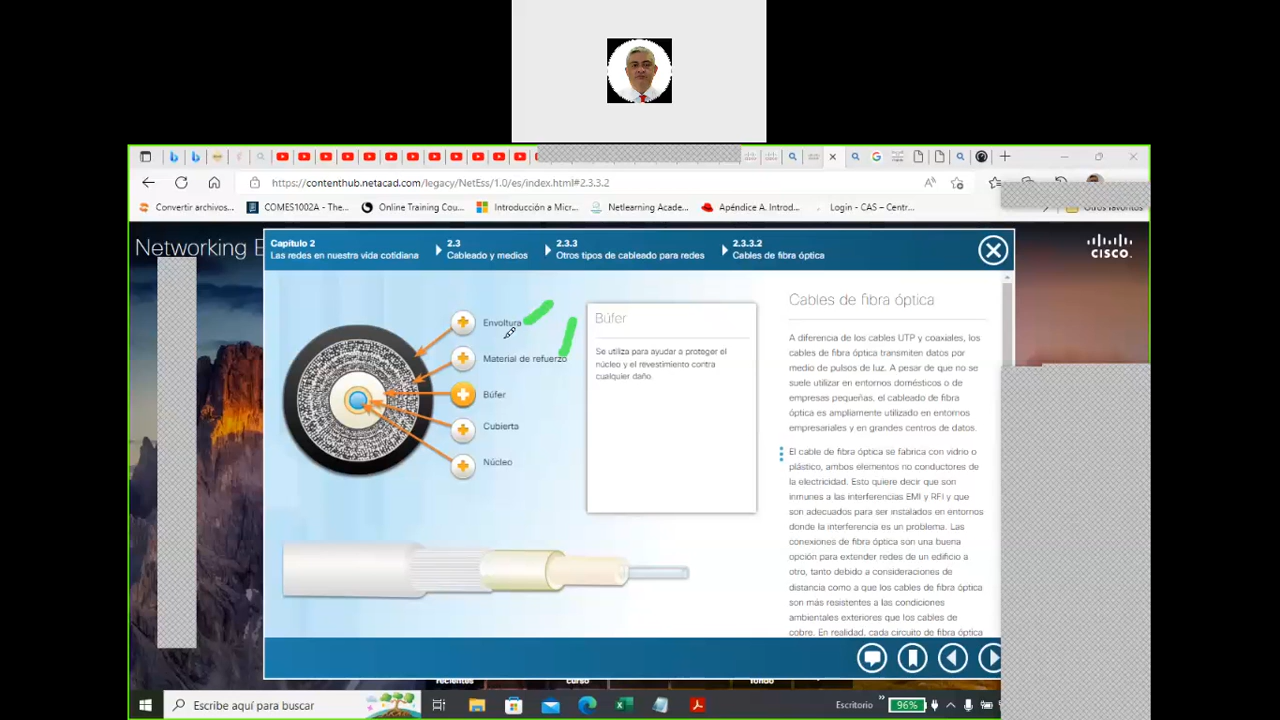 https://contenthub.netacad.com/legacy/NetEss/1.0/es/index.html#2.3.3.2
Convertir archivos...
COMES1002A - The...
Online Training Cou...
Introducción a Micr...
Netlearning Acade...
Apéndice A. Introd...
Login - CAS – Centr...
Otros favoritos
Networking E
CISCO
Capítulo 2
Las redes en nuestra vida cotidiana
2.3
Cableado y medios
2.3.3
Otros tipos de cableado para redes
2.3.3.2
Cables de fibra óptica
Envoltura
Material de refuerzo
Búfer
Cubierta
Núcleo
Búfer
Se utiliza para ayudar a proteger el
núcleo y el revestimiento contra
cualquier daño
Cables de fibra óptica
A diferencia de los cables UTP y coaxiales, los
cables de fibra óptica transmiten datos por
medio de pulsos de luz. A pesar de que no se
suele utilizar en entornos domésticos o de
empresas pequeñas, el cableado de fibra
óptica es ampliamente utilizado en entornos
empresariales y en grandes centros de datos.
El cable de fibra óptica se fabrica con vidrio o
plástico, ambos elementos no conductores de
la electricidad. Esto quiere decir que son
inmunes a las interferencias EMI y RFI y que
son adecuados para ser instalados en entornos
donde la interferencia es un problema. Las
conexiones de fibra óptica son una buena
opción para extender redes de un edificio a
otro, tanto debido a consideraciones de
distancia como a que los cables de fibra óptica
son más resistentes a las condiciones
ambientales exteriores que los cables de
cobre. En realidad, cada circuito de fibra óptica
recientes
curso
fondo
Escribe aquí para buscar
Escritorio
96%